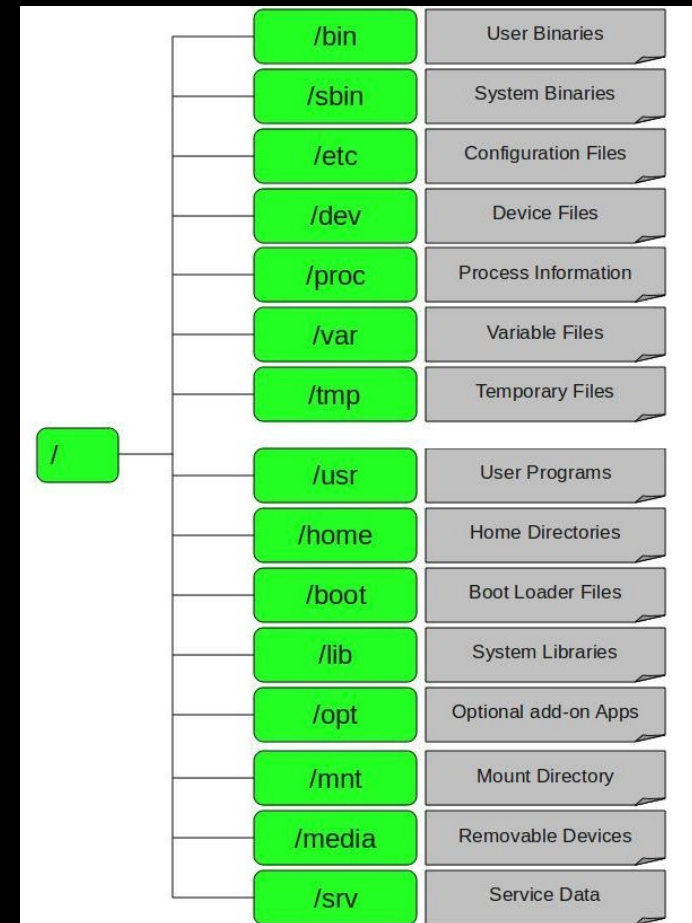 /bin User Binaries
/sbin System Binaries
/etc Configuration Files
/dev Device Files
/proc Process Information
/var Variable Files
/tmp Temporary Files
/
/usr User Programs
/home Home Directories
/boot Boot Loader Files
/lib System Libraries
/opt Optional add-on Apps
/mnt Mount Directory
/media Removable Devices
/srv Service Data